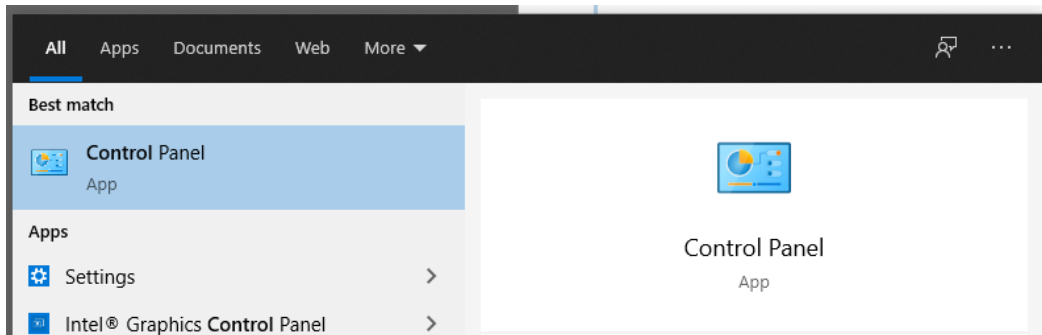 All Apps Documents Web More
Best match
Control Panel
App
Apps
Settings
Intel® Graphics Control Panel
Control Panel
App